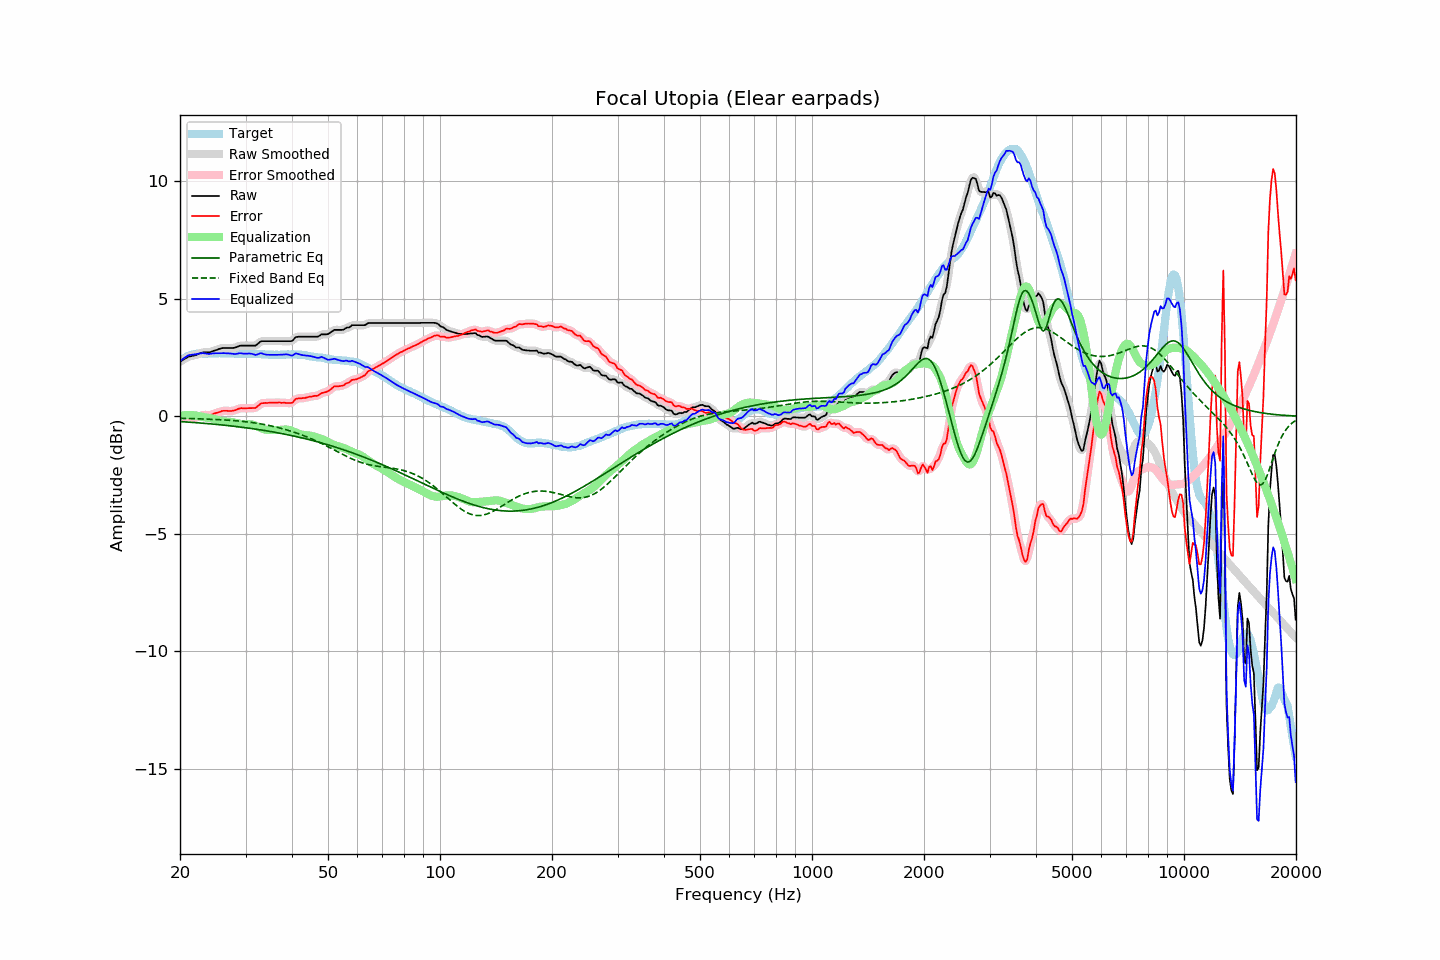 Focal Utopia (Elear earpads)
Target
Raw Smoothed
Error Smoothed
Raw
Error
Equalization
Parametric Eq
Fixed Band Eq
Equalized
10
5
0
−5
−10
−15
Amplitude (dBr)
20 50 100 200 500 1000 2000 5000 10000 20000
Frequency (Hz)